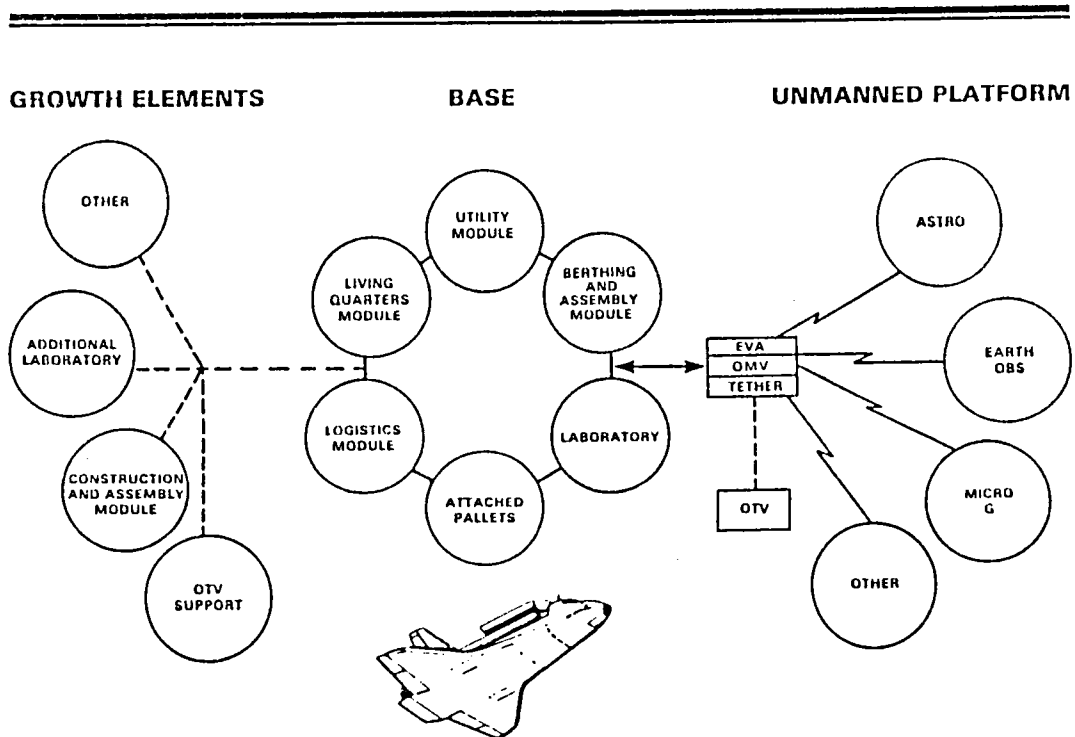 GROWTH ELEMENTS
BASE
UNMANNED PLATFORM
OTHER
ADDITIONAL
LABORATORY
CONSTRUCTION
AND ASSEMBLY
MODULE
OTV
SUPPORT
UTILITY
MODULE
LIVING
QUARTERS
MODULE
BERTHING
AND
ASSEMBLY
MODULE
LOGISTICS
MODULE
LABORATORY
ATTACHED
PALLETS
EVA
OMV
TETHER
OTV
ASTRO
EARTH
OBS
MICRO
G
OTHER